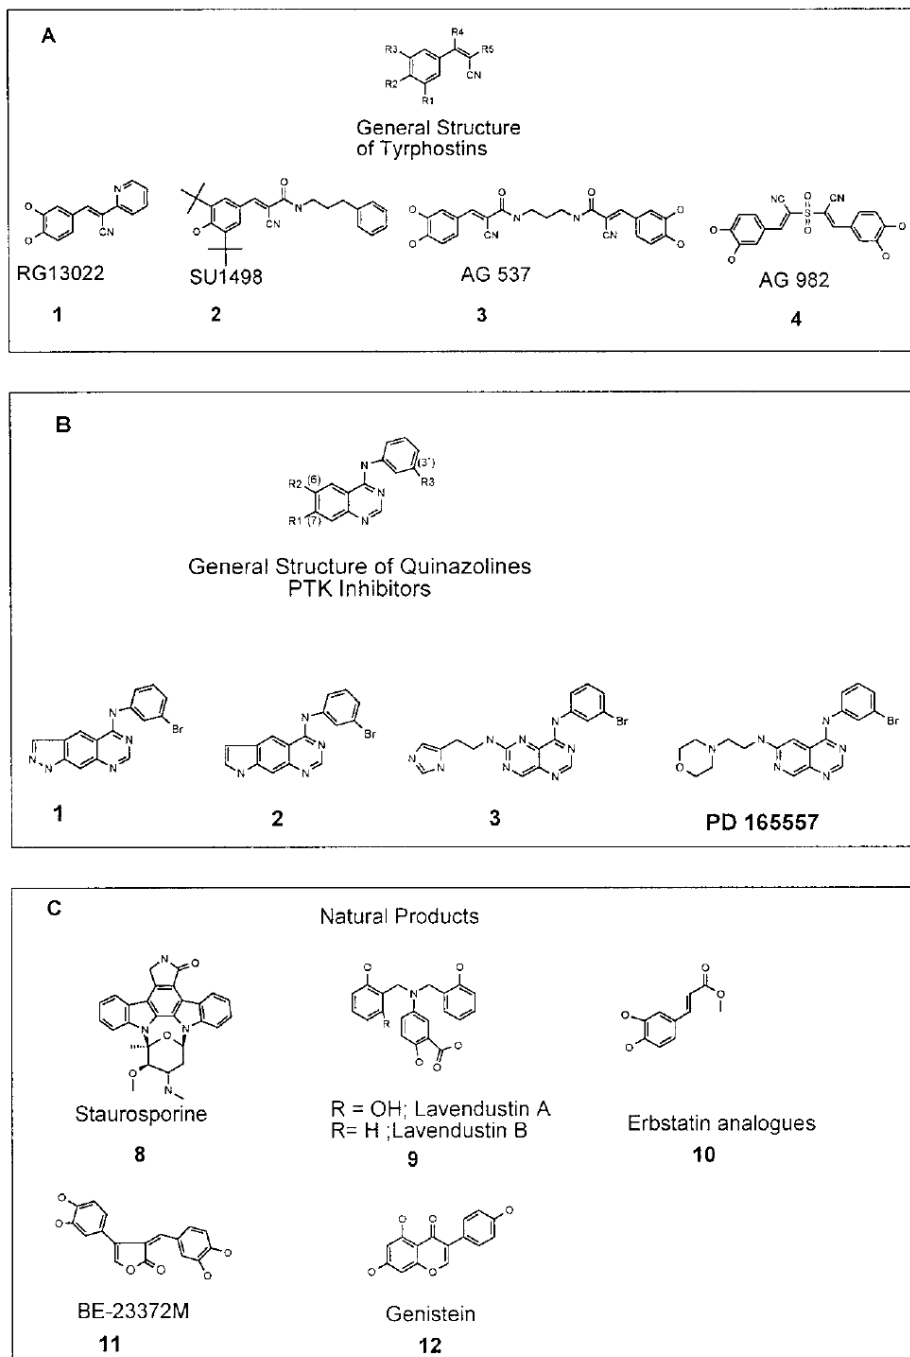 A
R3
R4
R5
R2
CN
R1
General Structure
of Tyrphostins
O
O
N
CN
O
CN
O
N
O
O
CN
O
N
N
O
CN
O
O
NC
CN
S
O
O
O
O
O
O
RG13022
SU1498
AG 537
AG 982
1
2
3
4
B
N
(3')
R3
R2
(6)
N
R1
(7)
N
General Structure of Quinazolines
PTK Inhibitors
N
Br
N
N
N
N
N
Br
N
N
N
N
Br
N
N
N
N
N
N
N
N
Br
N
N
O
N
N
N
1
2
3
PD 165557
C
Natural Products
N
O
N
N
O
H
O
N
O
O
N
R
O
O
O
O
O
O
O
Staurosporine
R = OH; Lavendustin A
R= H ;Lavendustin B
Erbstatin analogues
8
9
10
O
O
O
O
O
O
O
O
O
O
O
BE-23372M
Genistein
11
12